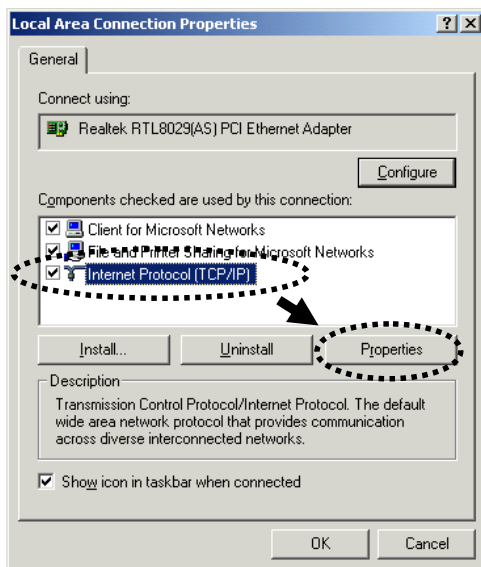 Local Area Connection Properties
General
Connect using:
Realtek RTL8029(AS) PCI Ethernet Adapter
Configure
Components checked are used by this connection:
Client for Microsoft Networks
File and Printer Sharing for Microsoft Networks
Internet Protocol (TCP/IP)
Install... Uninstall Properties
Description
Transmission Control Protocol/Internet Protocol. The default
wide area network protocol that provides communication
across diverse interconnected networks.
Show icon in taskbar when connected
OK Cancel